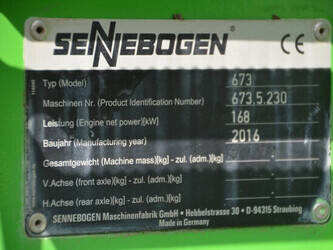 SENNEBOGEN® CE
Typ (Model) 673
Maschinen Nr. (Product Identification Number) 673.5.230
Leistung (Engine net power)[kW] 168
Baujahr (Manufacturing year) 2016
Gesamtgewicht (Machine mass)[kg] - zul. (adm.)[kg]
V.Achse (front axle)[kg] - zul. (adm.)[kg]
H.Achse (rear axle)[kg] - zul. (adm.)[kg]
SENNEBOGEN Maschinenfabrik GmbH • Hebbelstrasse 30 • D-94315 Straubing
Made in Germany